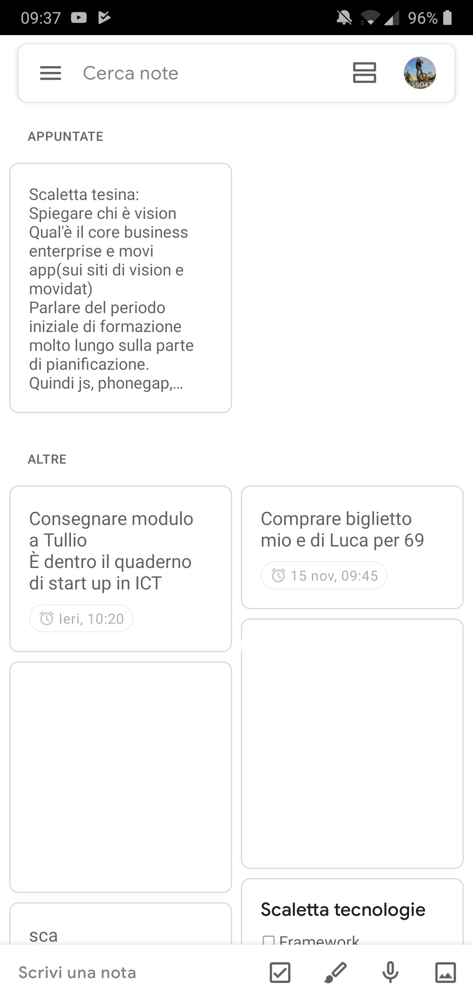 09:37
96%
Cerca note
ASSO47
APPUNTATE
Scaletta tesina:
Spiegare chi è vision
Qual'è il core business
enterprise e movi
app(sui siti di vision e
movidat)
Parlare del periodo
iniziale di formazione
molto lungo sulla parte
di pianificazione.
Quindi js, phonegap,...
ALTRE
Consegnare modulo
a Tullio
È dentro il quaderno
di start up in ICT
Ieri, 10:20
Comprare biglietto
mio e di Luca per 69
15 nov, 09:45
Scaletta tecnologie
Framework
sca
Scrivi una nota